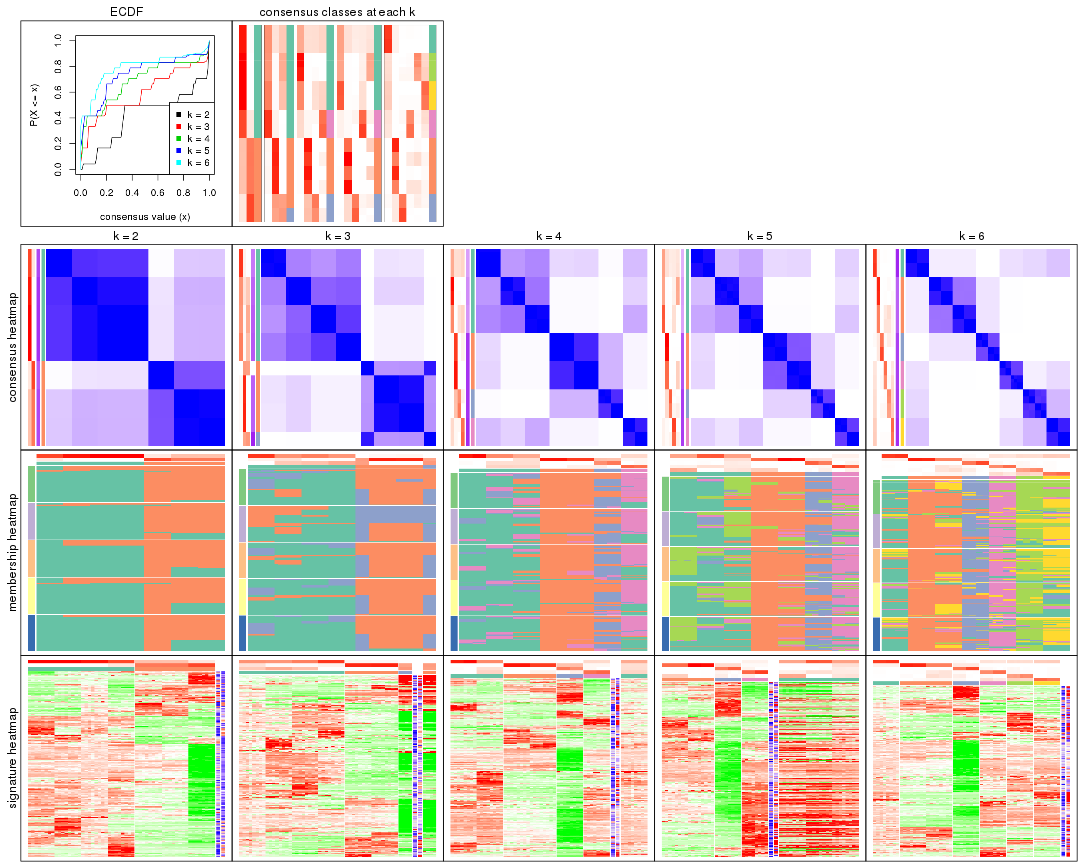 ECDF
consensus classes at each k
P(X <= x)
0.0 0.2 0.4 0.6 0.8 1.0
k = 2
k = 3
k = 4
k = 5
k = 6
0.0 0.2 0.4 0.6 0.8 1.0
consensus value (x)
k = 2 k = 3 k = 4 k = 5 k = 6
consensus heatmap
membership heatmap
signature heatmap